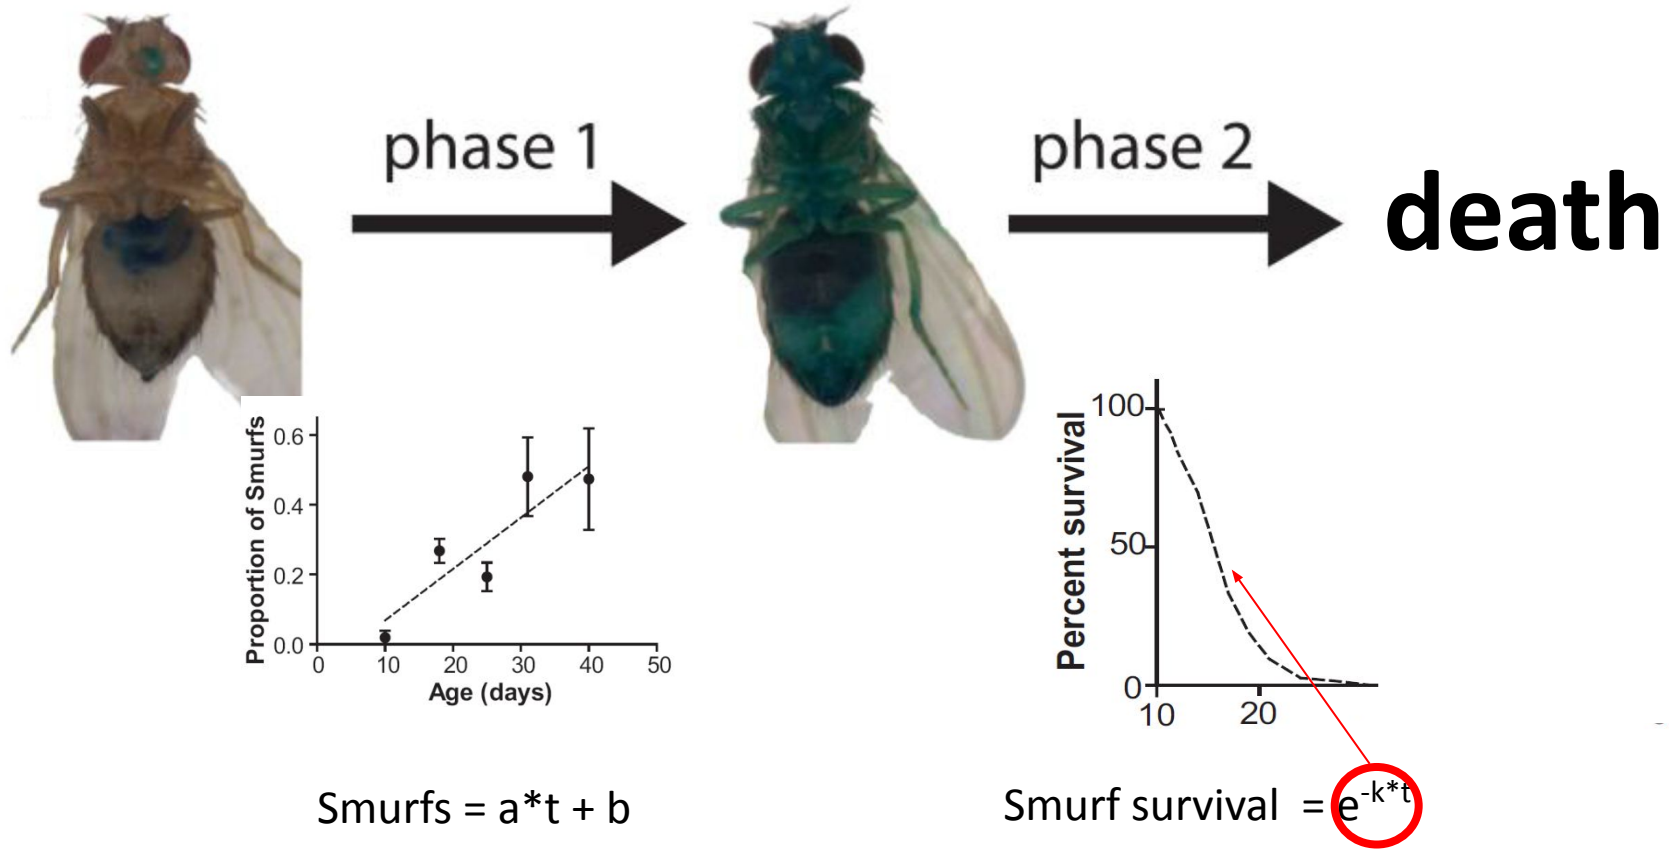 phase 1
phase 2
death
Proportion of Smurfs
0.6
0.4
0.2
0.0
0 10 20 30 40 50
Age (days)
Percent survival
100
50
0
10 20
Smurfs = a*t + b
Smurf survival = e^-k*t